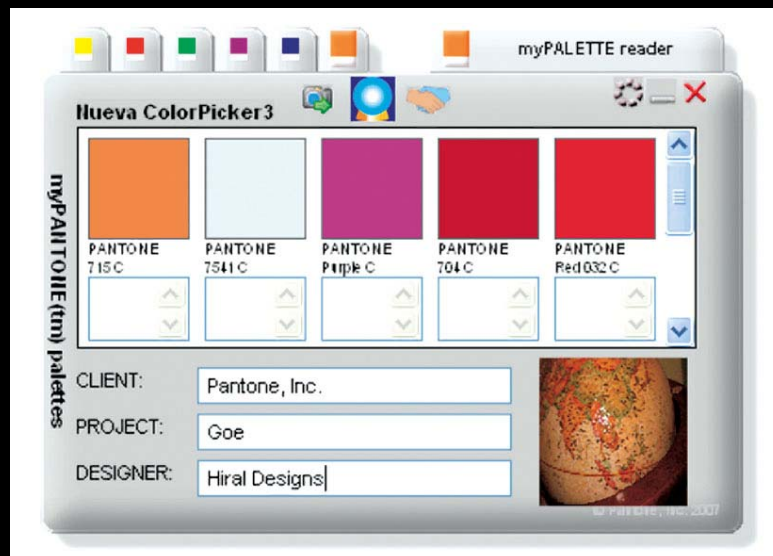 myPALETTE reader
Nueva ColorPicker3
myPANTONE(tm) palettes
PANTONE
715 C
PANTONE
7541 C
PANTONE
Purple C
PANTONE
704 C
PANTONE
Red 032 C
CLIENT:
Pantone, Inc.
PROJECT:
Goe
DESIGNER:
Hiral Designs
© Pantone, Inc. 2007